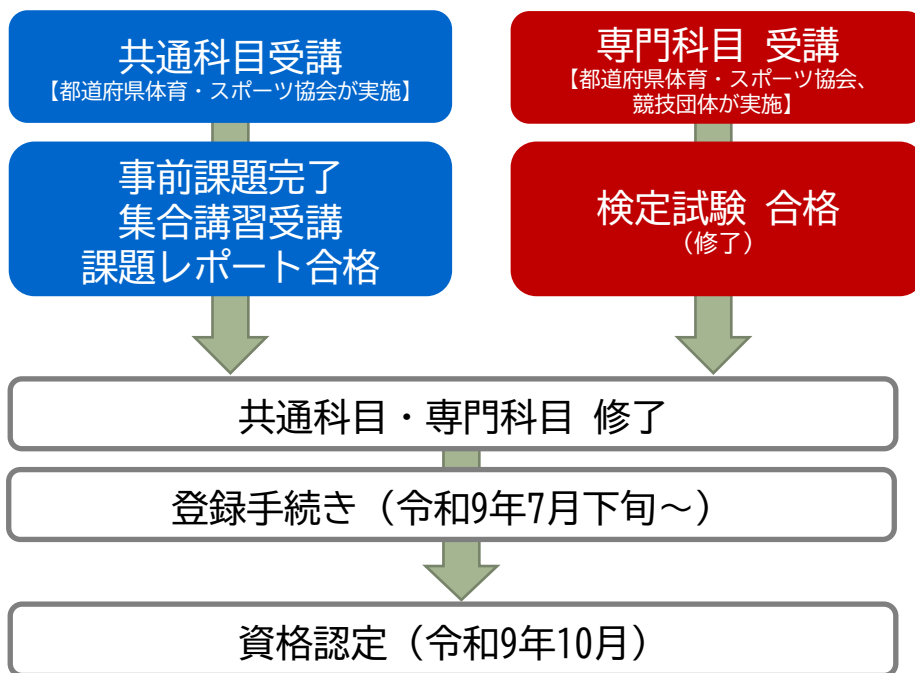 共通科目受講
【都道府県体育・スポーツ協会が実施】
事前課題完了
集合講習受講
課題レポート合格
専門科目 受講
【都道府県体育・スポーツ協会、
競技団体が実施】
検定試験 合格
（修了）
共通科目・専門科目 修了
登録手続き（令和9年7月下旬～）
資格認定（令和9年10月）